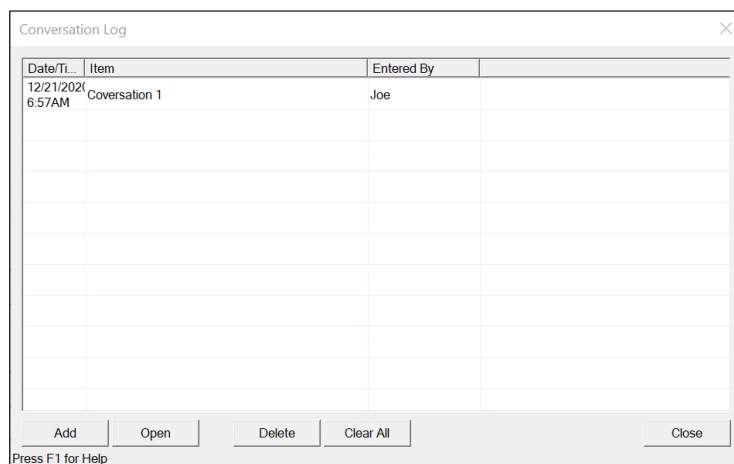 Conversation Log
Date/Ti... Item Entered By
12/21/202(
6:57AM
Coversation 1 Joe
Add Open Delete Clear All Close
Press F1 for Help